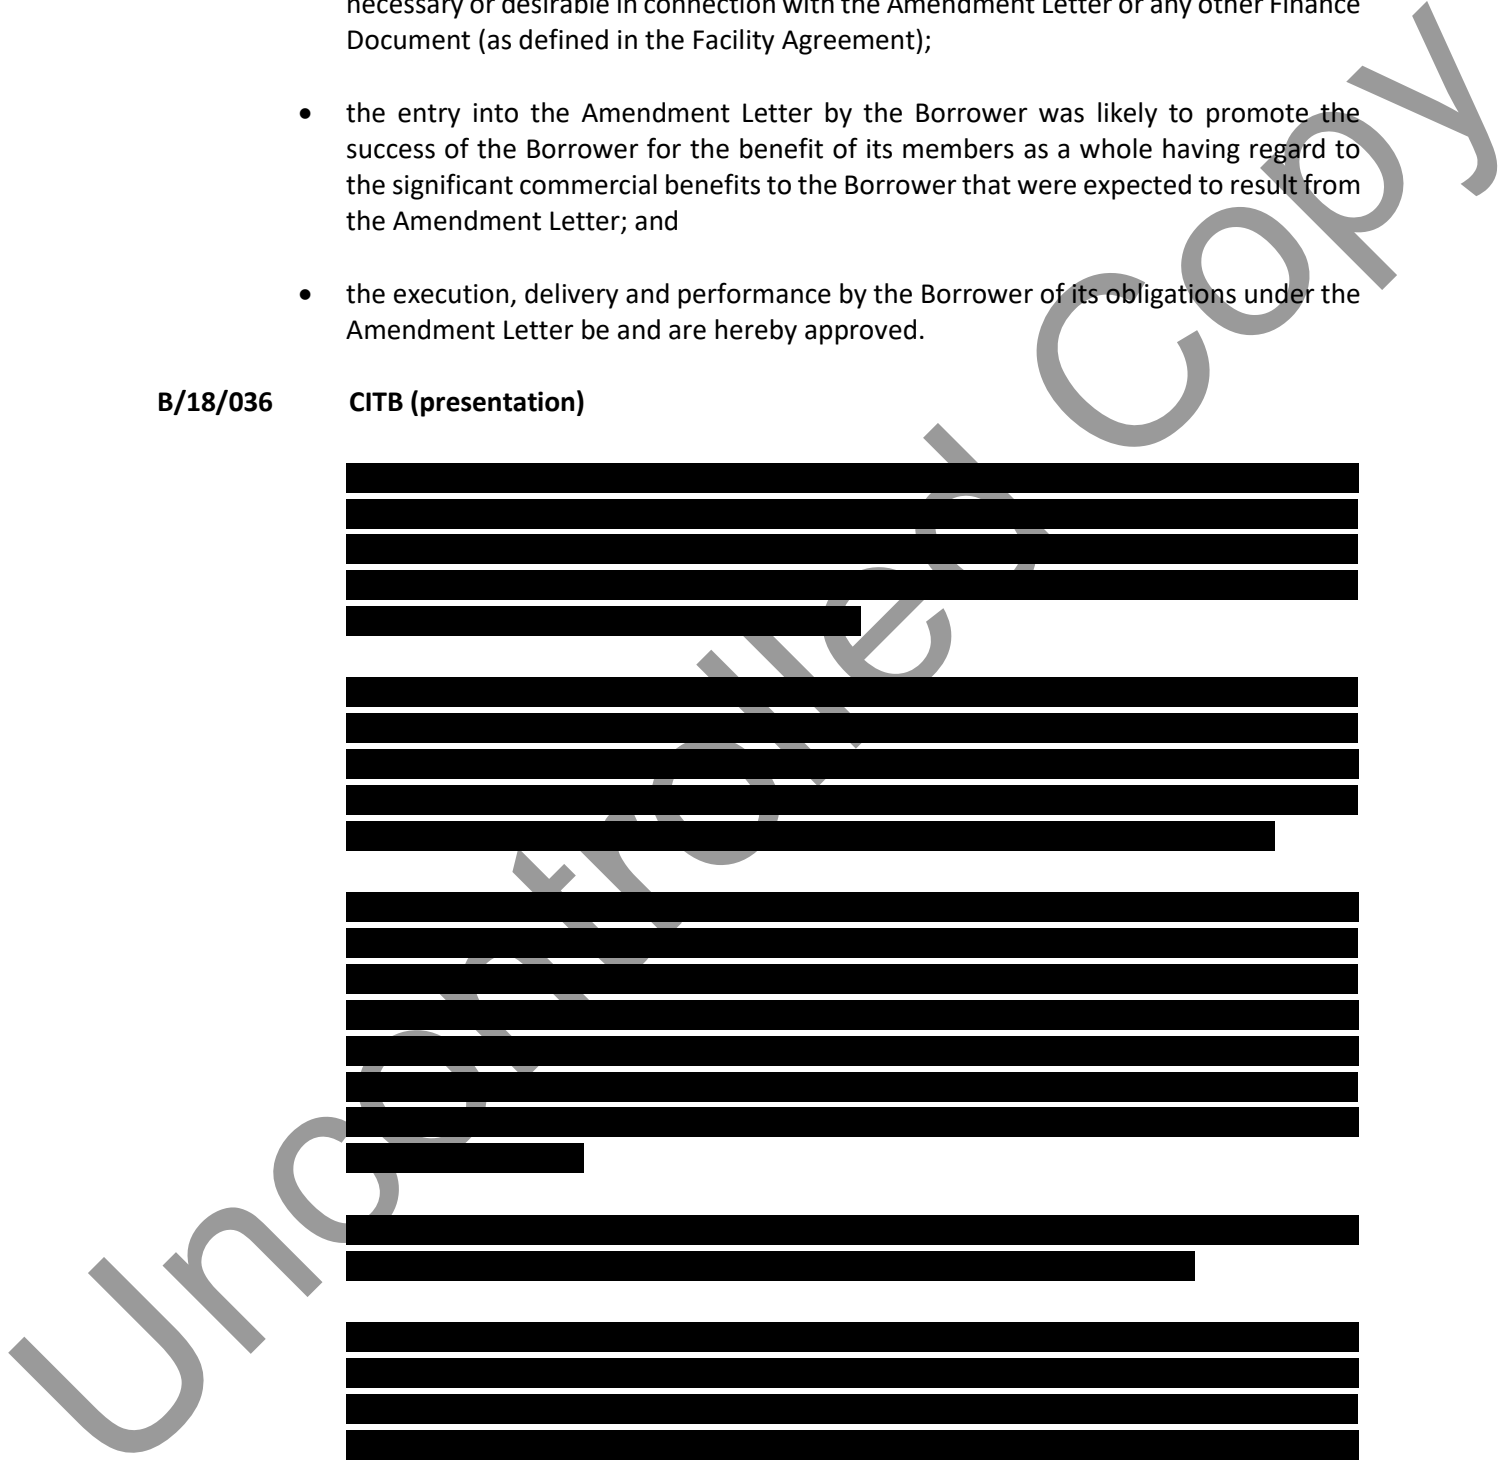 necessary or desirable in connection with the Amendment Letter or any other Finance
Document (as defined in the Facility Agreement);
• the entry into the Amendment Letter by the Borrower was likely to promote the
success of the Borrower for the benefit of its members as a whole having regard to
the significant commercial benefits to the Borrower that were expected to result from
the Amendment Letter; and
• the execution, delivery and performance by the Borrower of its obligations under the
Amendment Letter be and are hereby approved.
B/18/036 CITB (presentation)
Uncontrolled Copy